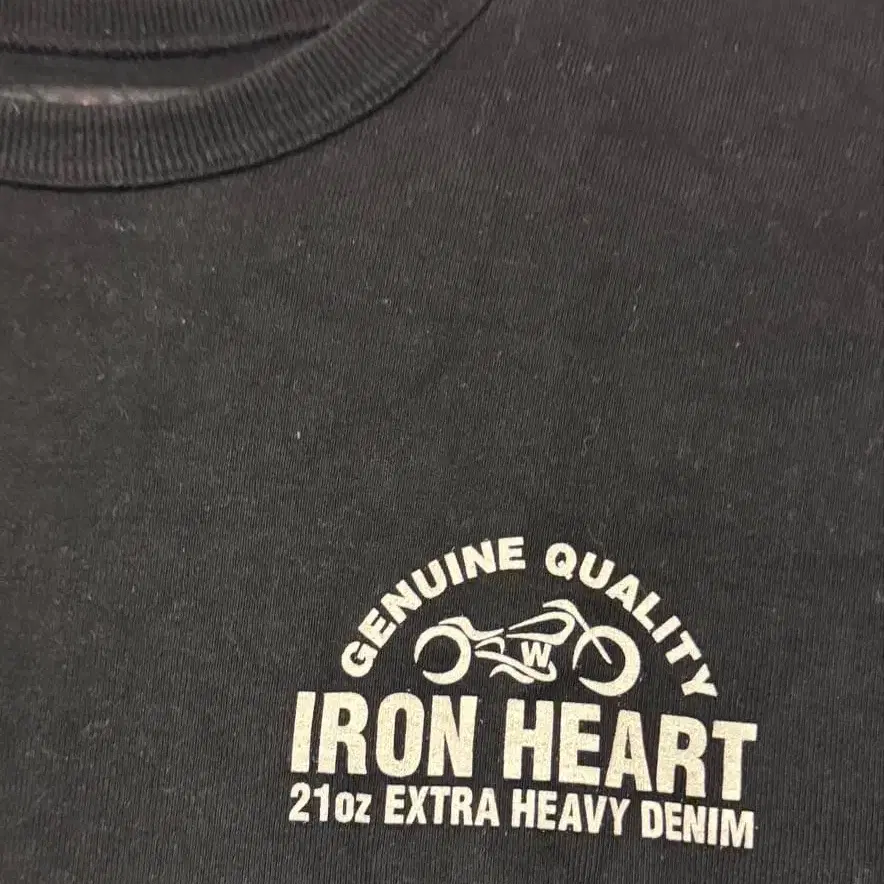 GENUINE QUALITY
W
IRON HEART
21oz EXTRA HEAVY DENIM